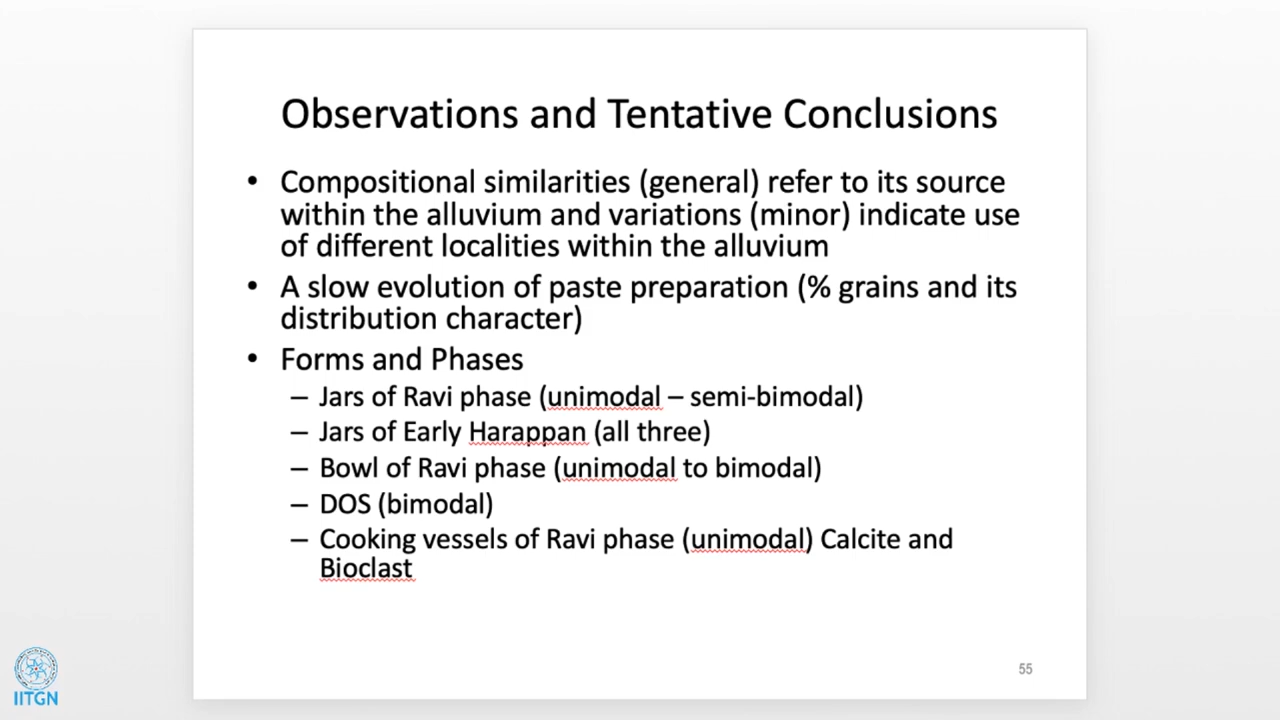 Observations and Tentative Conclusions
• Compositional similarities (general) refer to its source
within the alluvium and variations (minor) indicate use
of different localities within the alluvium
• A slow evolution of paste preparation (% grains and its
distribution character)
• Forms and Phases
– Jars of Ravi phase (unimodal – semi-bimodal)
– Jars of Early Harappan (all three)
– Bowl of Ravi phase (unimodal to bimodal)
– DOS (bimodal)
– Cooking vessels of Ravi phase (unimodal) Calcite and
Bioclast
55
IITGN